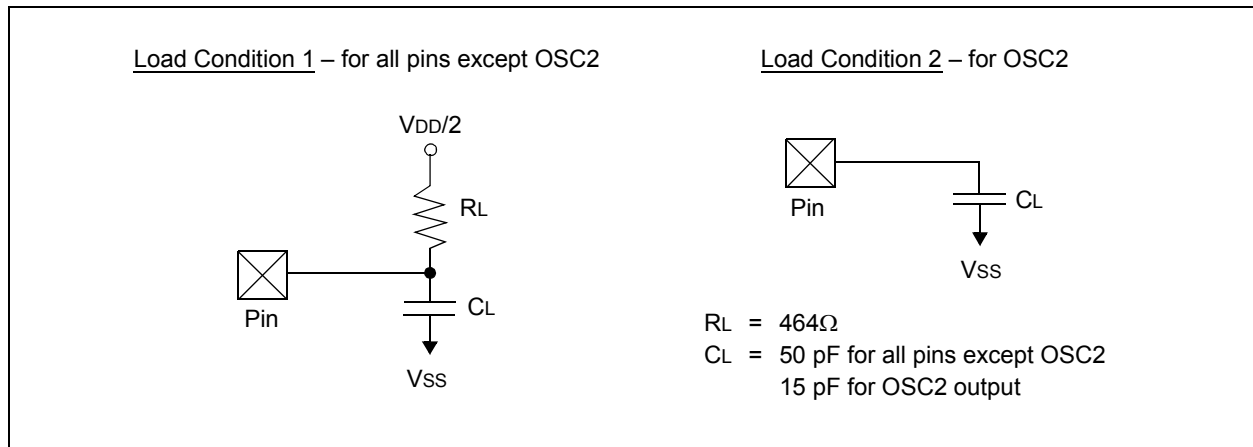 Load Condition 1 – for all pins except OSC2
VDD/2
RL
Pin
CL
VSS
Load Condition 2 – for OSC2
Pin
CL
VSS
RL = 464Ω
CL = 50 pF for all pins except OSC2
15 pF for OSC2 output